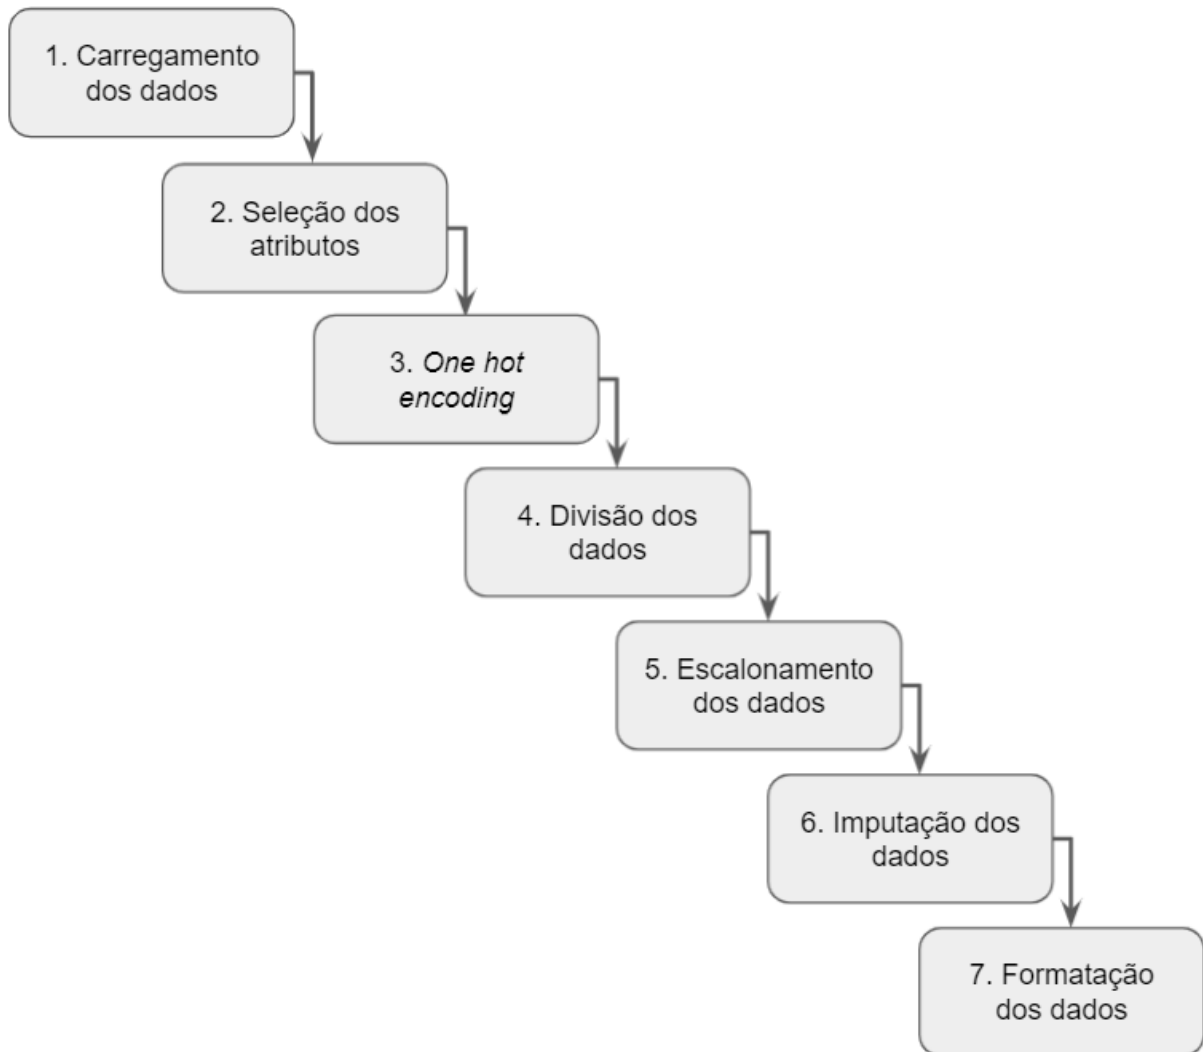 1. Carregamento
dos dados
2. Seleção dos
atributos
3. One hot
encoding
4. Divisão dos
dados
5. Escalonamento
dos dados
6. Imputação dos
dados
7. Formatação
dos dados